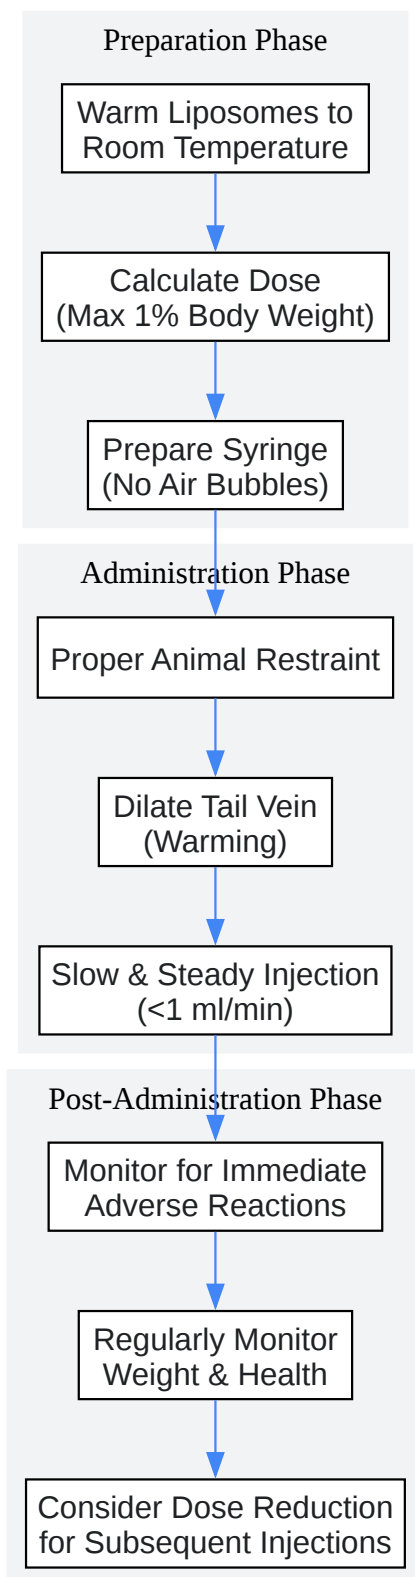 Preparation Phase
Warm Liposomes to
Room Temperature
Calculate Dose
(Max 1% Body Weight)
Prepare Syringe
(No Air Bubbles)
Administration Phase
Proper Animal Restraint
Dilate Tail Vein
(Warming)
Slow & Steady Injection
(<1 ml/min)
Post-Administration Phase
Monitor for Immediate
Adverse Reactions
Regularly Monitor
Weight & Health
Consider Dose Reduction
for Subsequent Injections